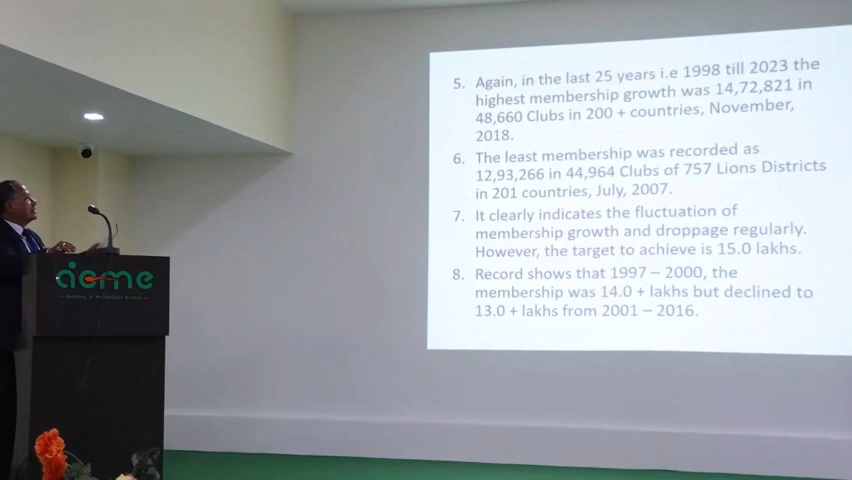 5. Again, in the last 25 years i.e 1998 till 2023 the
highest membership growth was 14,72,821 in
48,660 Clubs in 200 + countries, November,
2018.
6. The least membership was recorded as
12,93,266 in 44,964 Clubs of 757 Lions Districts
in 201 countries, July, 2007.
7. It clearly indicates the fluctuation of
membership growth and droppage regularly.
However, the target to achieve is 15.0 lakhs.
8. Record shows that 1997 – 2000, the
membership was 14.0 + lakhs but declined to
13.0 + lakhs from 2001 – 2016.
acme